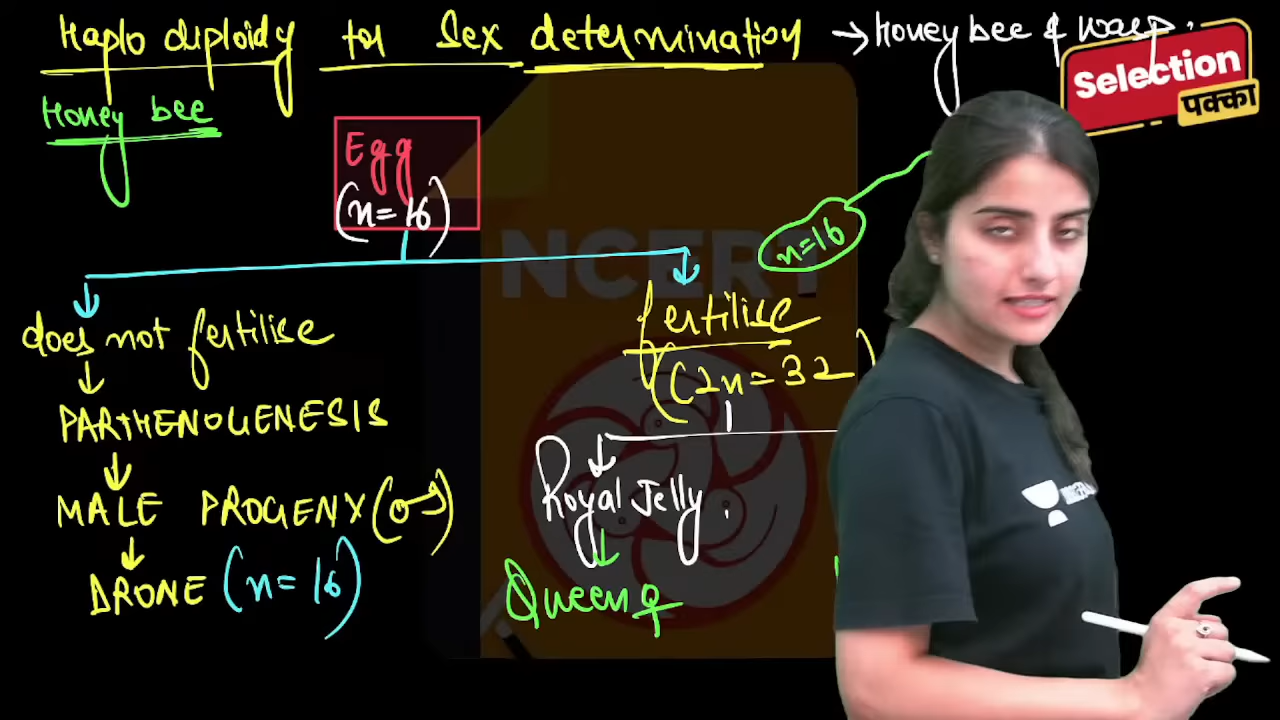 Haplo diploidy for Sex determination → Honey bee & wasp.
Selection
पक्का
Honey bee
Egg
(n=16)
n=16
NCERT
does not fertilise
fertilise
(2n=32)
PARTHENOGENESIS
MALE PROGENY (♂)
Royal Jelly.
DRONE (n=16)
Queen ♀